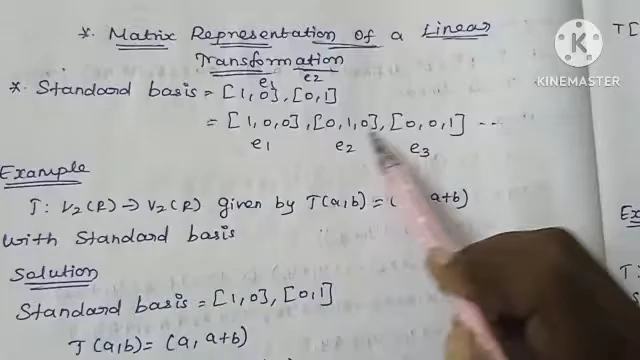 *. Matrix Representation Of a Linear
Transformation
*. Standard basis = [1, 0], [0, 1]
e1 e2
= [1, 0, 0], [0, 1, 0], [0, 0, 1] ---
e1 e2 e3
Example
T: V2(R) → V2(R) given by T(a, b) = ( a+b)
with Standard basis
Solution
Standard basis = [1, 0], [0, 1]
T(a, b) = (a, a+b)
T[
K
KINEMASTER